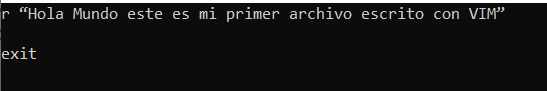 r “Hola Mundo este es mi primer archivo escrito con VIM”
exit